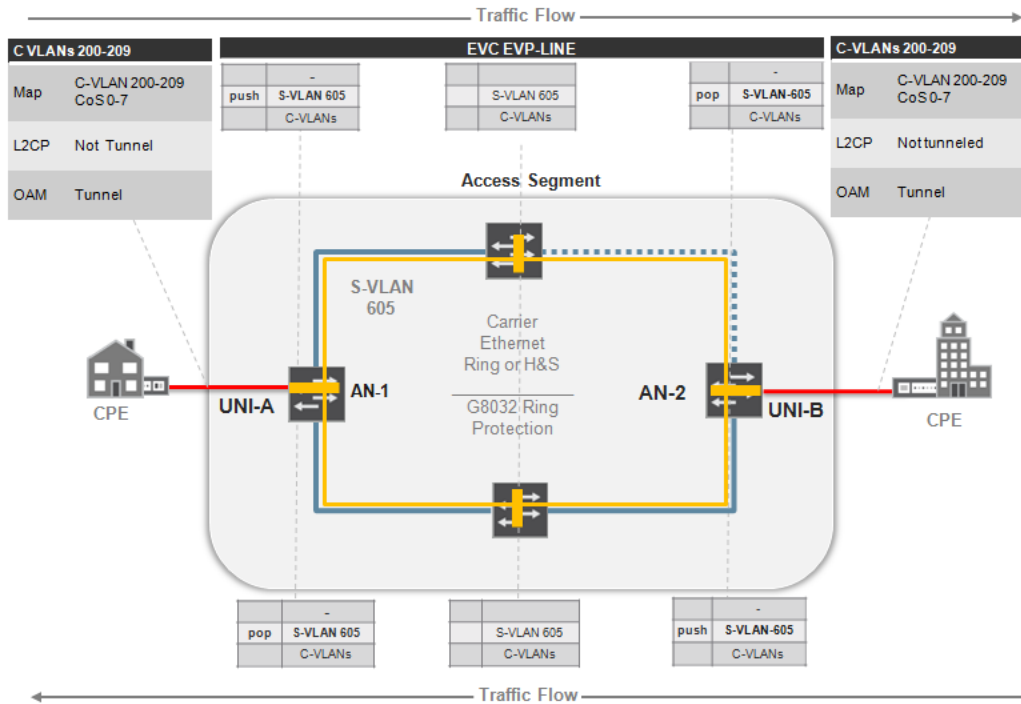 Traffic Flow
C VLANs 200-209
EVC EVP-LINE
C-VLANs 200-209
Map
C-VLAN 200-209
CoS 0-7
L2CP
Not Tunnel
OAM
Tunnel
-
push
S-VLAN 605
C-VLANs
S-VLAN 605
C-VLANs
-
pop
S-VLAN-605
C-VLANs
Map
C-VLAN 200-209
CoS 0-7
L2CP
Not tunneled
OAM
Tunnel
Access Segment
S-VLAN
605
Carrier
Ethernet
Ring or H&S
G8032 Ring
Protection
CPE
UNI-A
AN-1
AN-2
UNI-B
CPE
-
pop
S-VLAN 605
C-VLANs
S-VLAN 605
C-VLANs
-
push
S-VLAN-605
C-VLANs
Traffic Flow